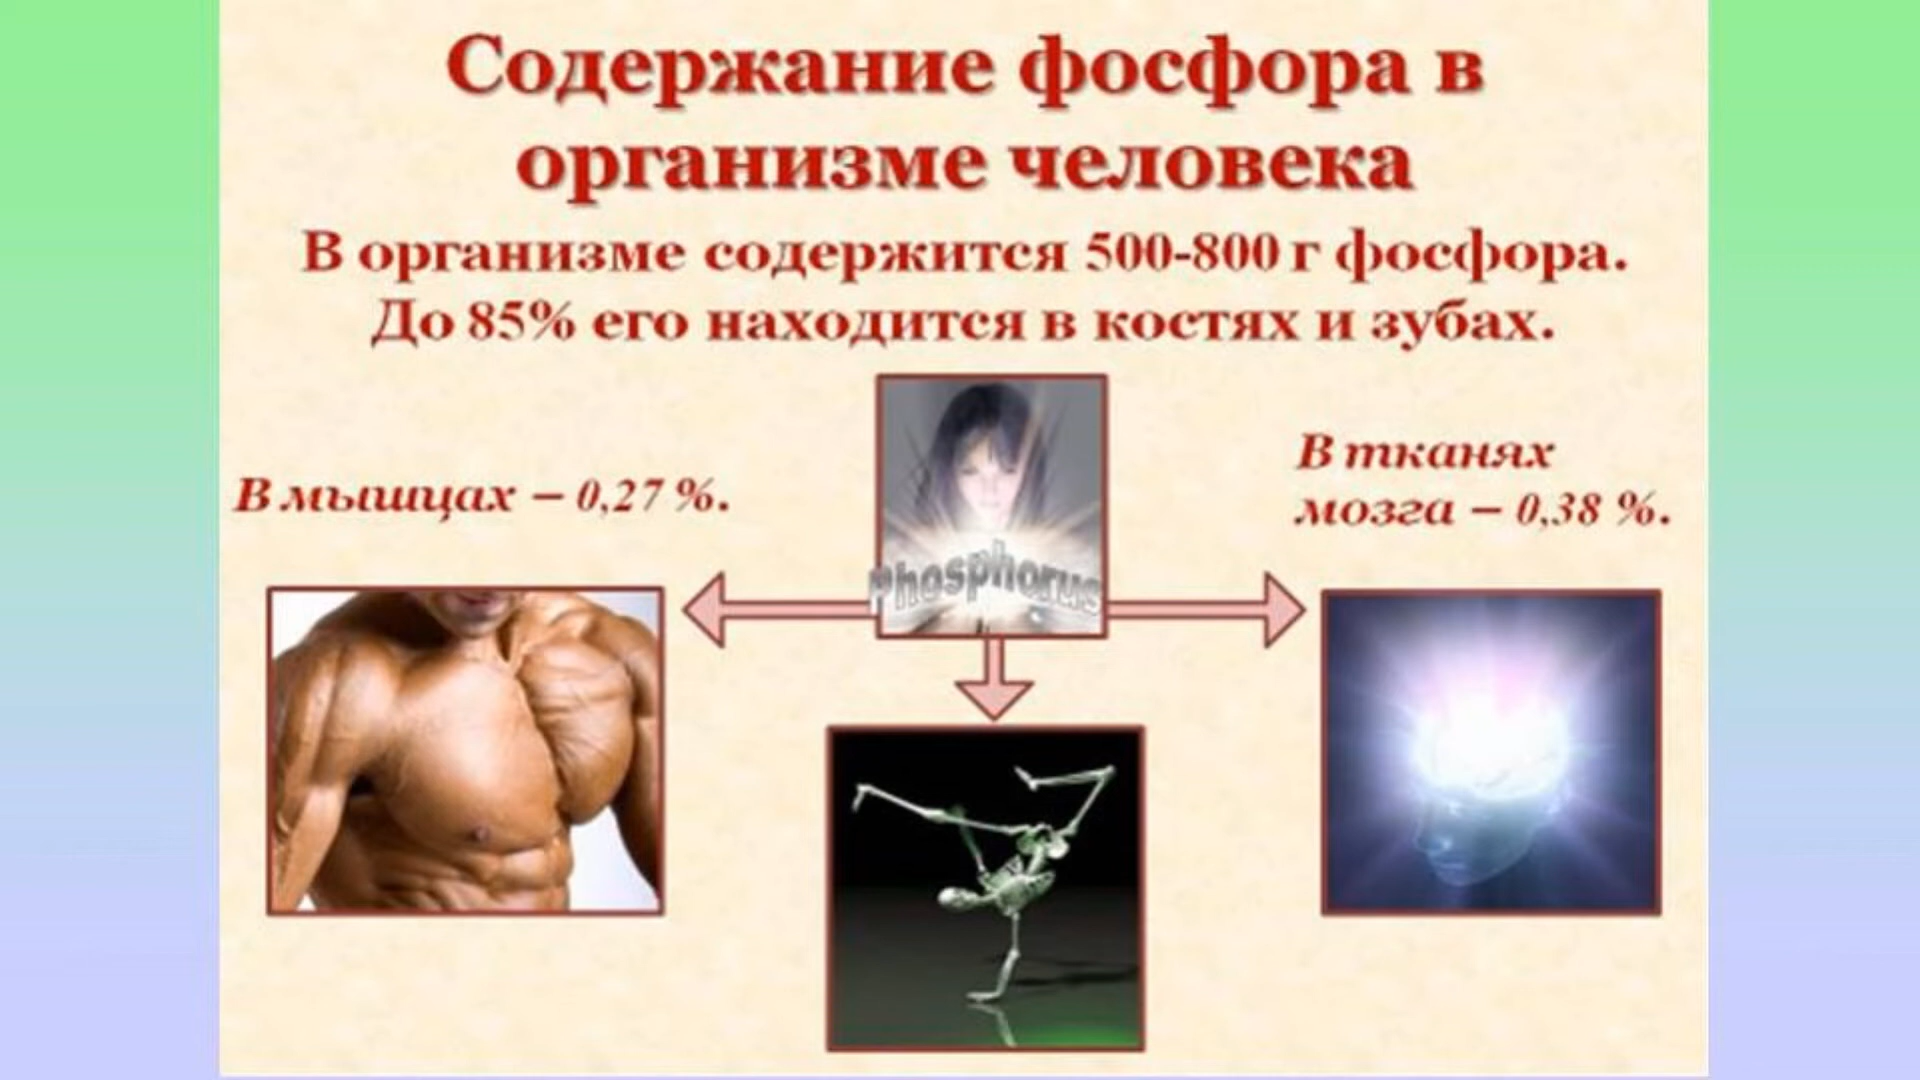 Содержание фосфора в
организме человека
В организме содержится 500-800 г фосфора.
До 85% его находится в костях и зубах.
В мышцах – 0,27 %.
В тканях
мозга – 0,38 %.
Phosphorus